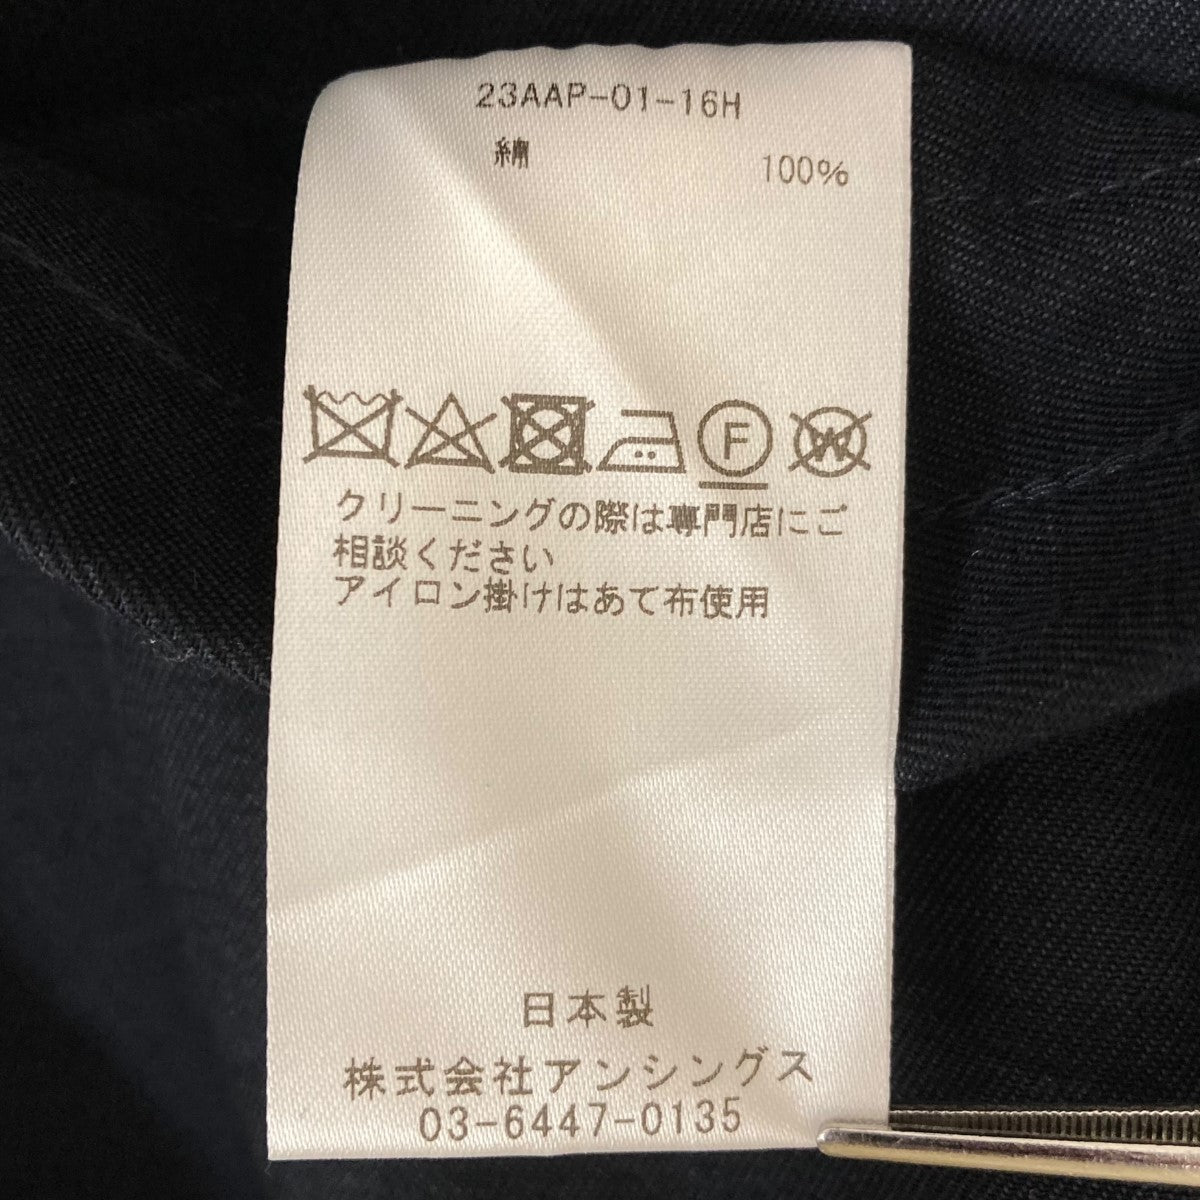 23AAP-01-16H
綿 100%
F W
クリーニングの際は専門店にご
相談ください
アイロン掛けはあて布使用
日本製
株式会社アンシングス
03-6447-0135